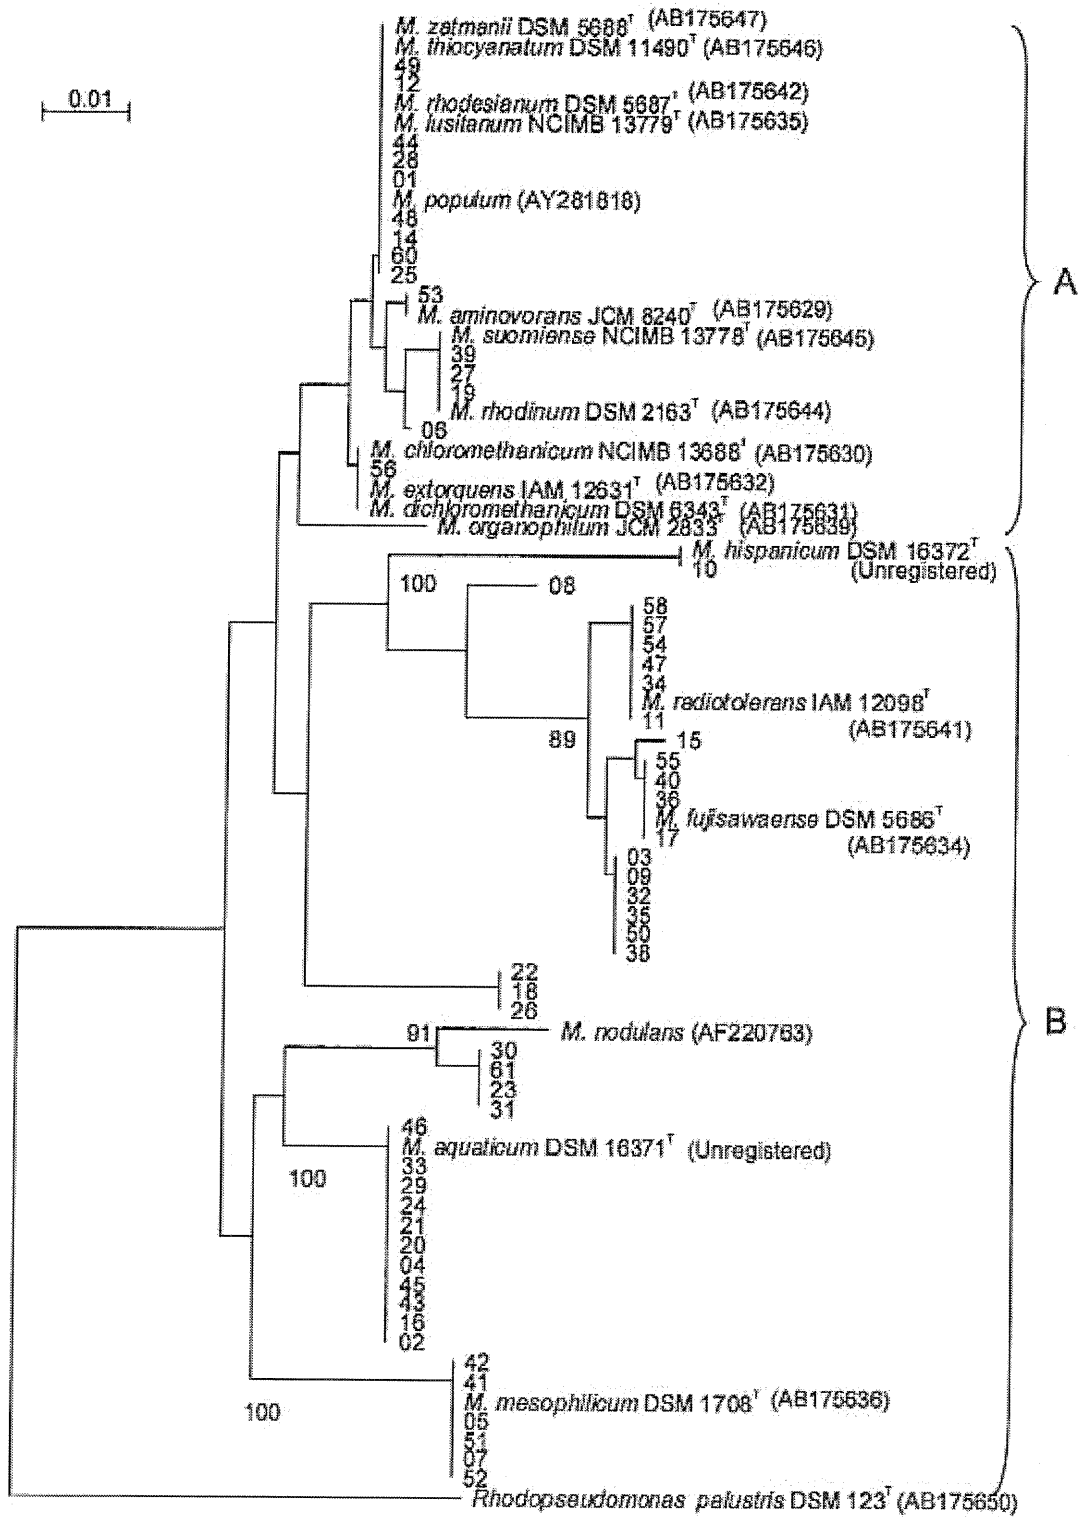 M. zatmanii DSM 5688T (AB175647)
M. thiocyanatum DSM 11490T (AB175646)
49
0.01
12
M. rhodesianum DSM 5687T (AB175642)
M. lusitanum NCIMB 13779T (AB175635)
44
28
01
M. populum (AY281818)
48
14
60
25
A
53
M. aminovorans JCM 8240T (AB175629)
M. suomiense NCIMB 13778T (AB175645)
39
27
19
M. rhodinum DSM 2163T (AB175644)
06
M. chloromethanicum NCIMB 13688T (AB175630)
56
M. extorquens IAM 12631T (AB175632)
M. dichloromethanicum DSM 6343T (AB175631)
M. organophilum JCM 2833T (AB175639)
M. hispanicum DSM 16372T
10 (Unregistered)
100
08
58
57
54
47
34
M. radiotolerans IAM 12098T
11 (AB175641)
89
15
55
40
36
M. fujisawaense DSM 5686T
17 (AB175634)
03
09
32
35
50
38
22
18
26
B
91
M. nodulans (AF220763)
30
61
23
31
46
M. aquaticum DSM 16371T (Unregistered)
33
100
29
24
21
20
04
45
43
16
02
42
41
M. mesophilicum DSM 1708T (AB175636)
100
05
51
07
52
Rhodopseudomonas palustris DSM 123T (AB175650)